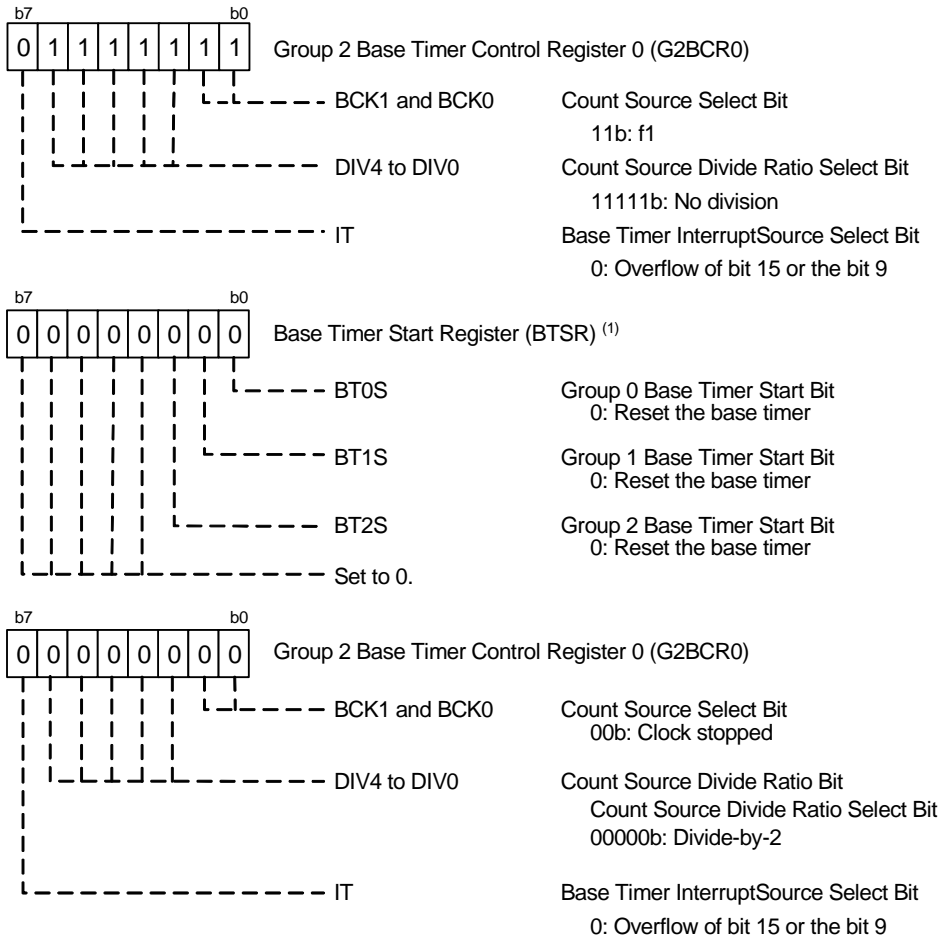 b7 b0
0 1 1 1 1 1 1 1 Group 2 Base Timer Control Register 0 (G2BCR0)
BCK1 and BCK0 Count Source Select Bit
11b: f1
DIV4 to DIV0 Count Source Divide Ratio Select Bit
11111b: No division
IT Base Timer InterruptSource Select Bit
0: Overflow of bit 15 or the bit 9
b7 b0
0 0 0 0 0 0 0 0 Base Timer Start Register (BTSR) (1)
BT0S Group 0 Base Timer Start Bit
0: Reset the base timer
BT1S Group 1 Base Timer Start Bit
0: Reset the base timer
BT2S Group 2 Base Timer Start Bit
0: Reset the base timer
Set to 0.
b7 b0
0 0 0 0 0 0 0 0 Group 2 Base Timer Control Register 0 (G2BCR0)
BCK1 and BCK0 Count Source Select Bit
00b: Clock stopped
DIV4 to DIV0 Count Source Divide Ratio Bit
Count Source Divide Ratio Select Bit
00000b: Divide-by-2
IT Base Timer InterruptSource Select Bit
0: Overflow of bit 15 or the bit 9